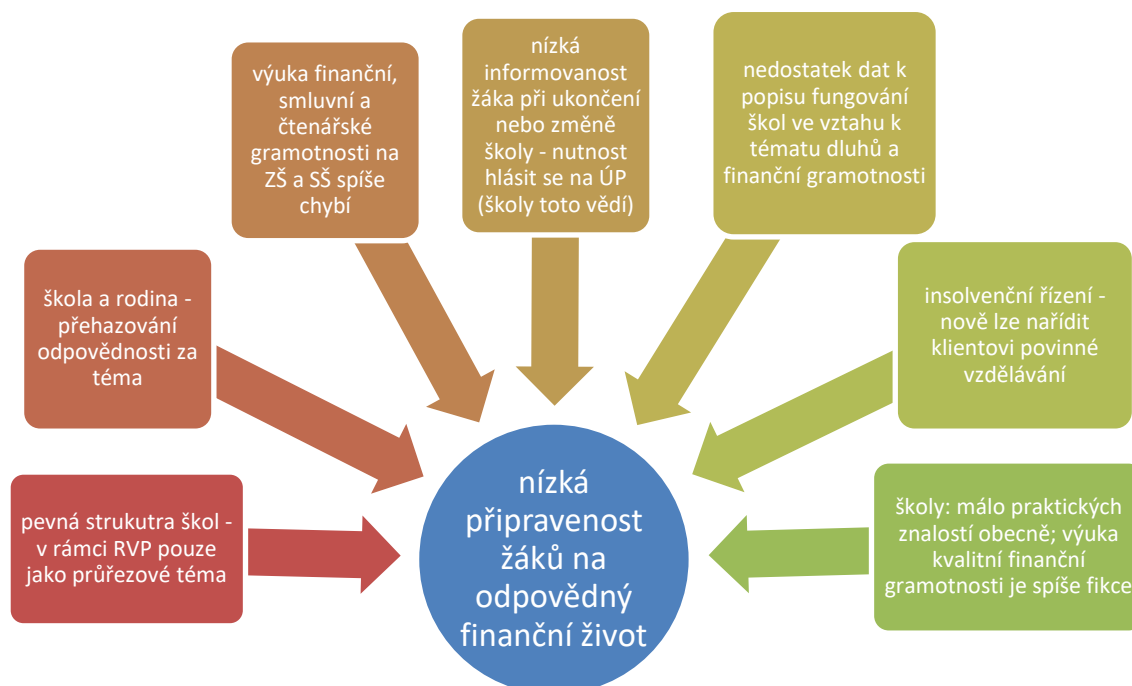 výuka finanční,
smluvní a
čtenářské
gramotnosti na
ZŠ a SŠ spíše
chybí
nízká
informovanost
žáka při ukončení
nebo změně
školy - nutnost
hlásit se na ÚP
(školy toto vědí)
nedostatek dat k
popisu fungování
škol ve vztahu k
tématu dluhů a
finanční gramotnosti
škola a rodina -
přehazování
odpovědnosti za
téma
insolvenční řízení -
nově lze nařídit
klientovi povinné
vzdělávání
pevná strukutra škol -
v rámci RVP pouze
jako průřezové téma
nízká
připravenost
žáků na
odpovědný
finanční život
školy: málo praktických
znalostí obecně; výuka
kvalitní finanční
gramotnosti je spíše fikce